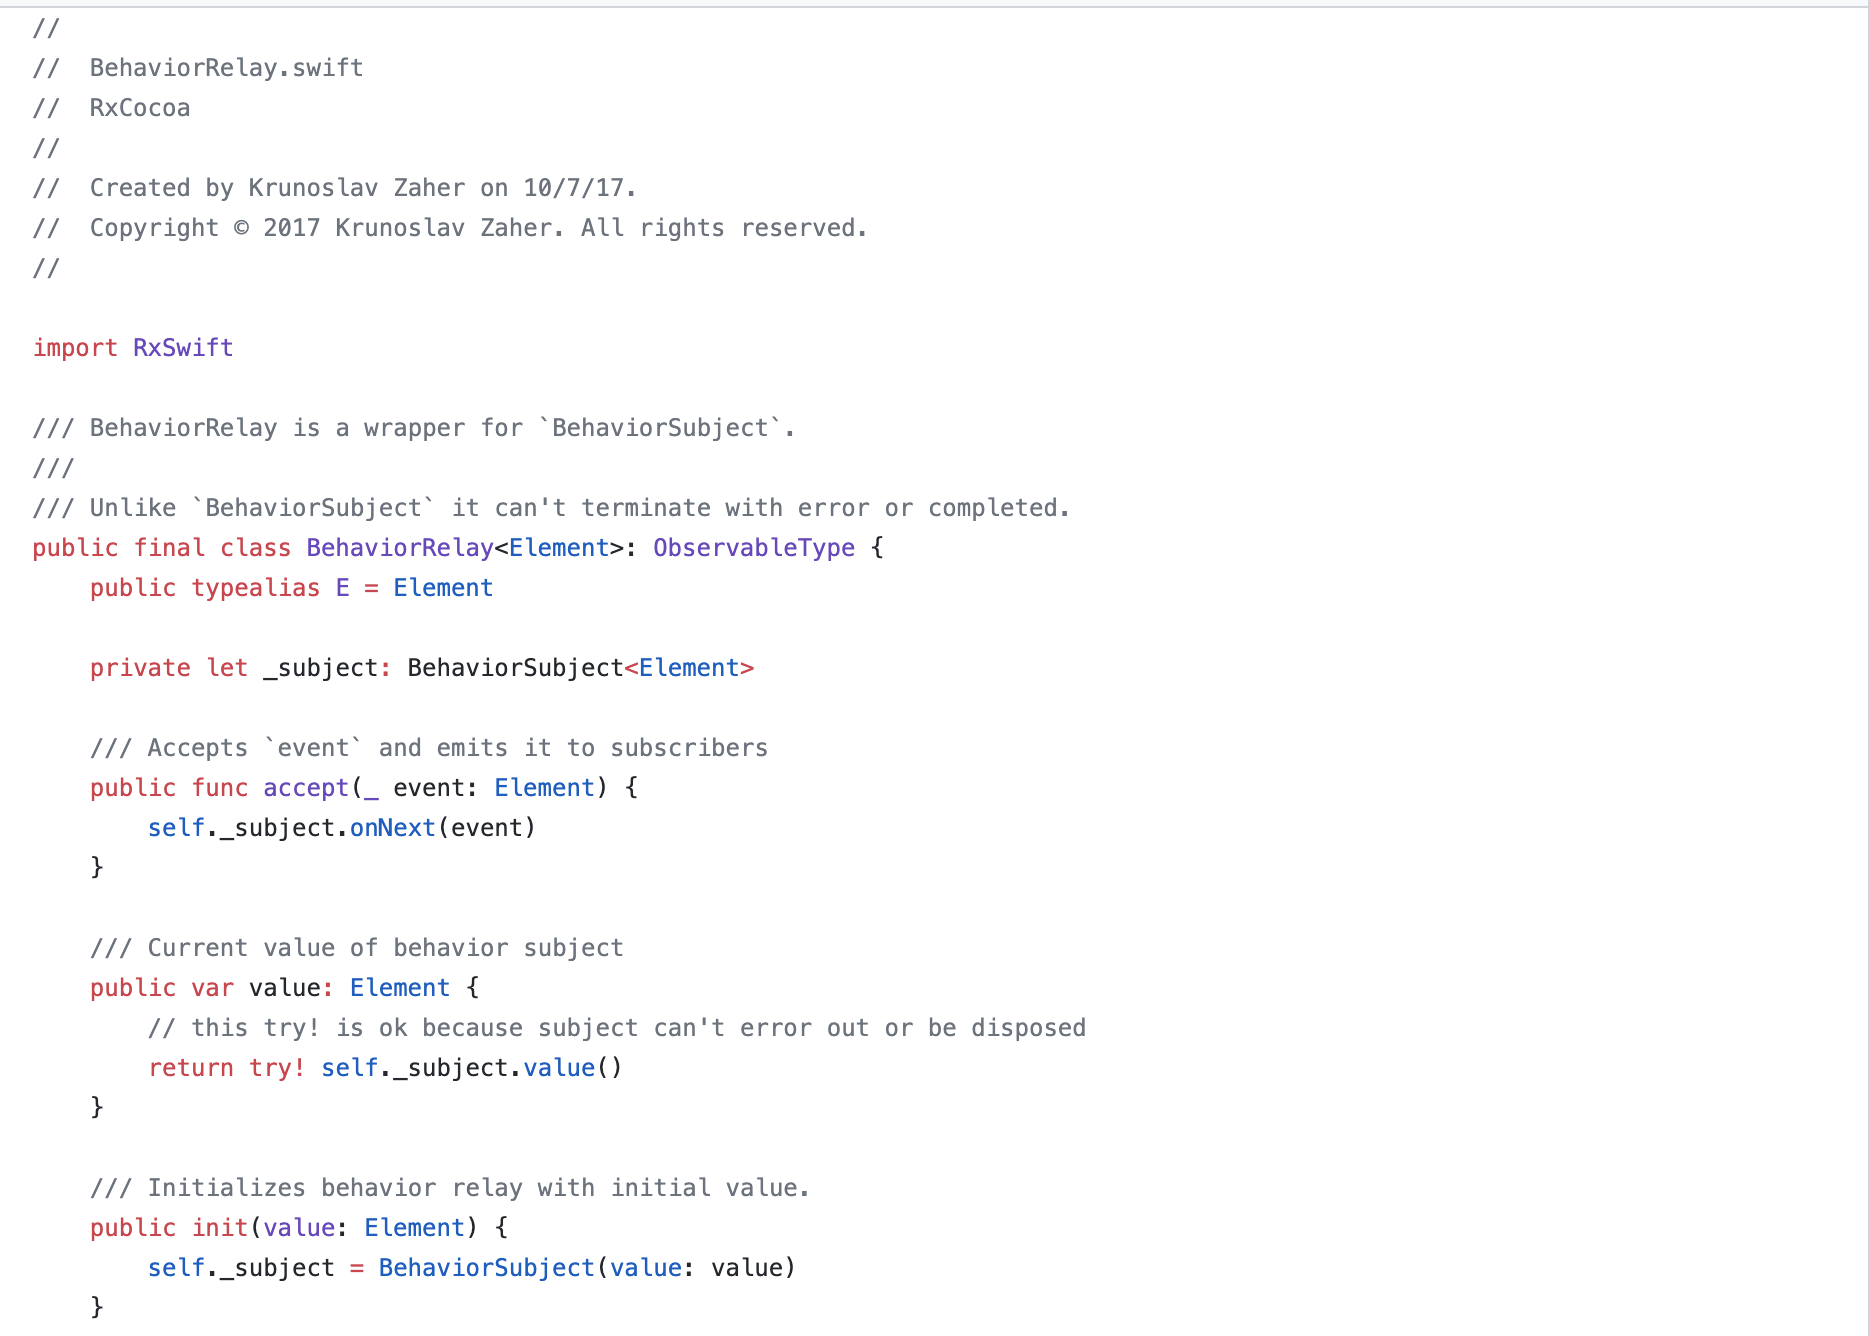 //
//  BehaviorRelay.swift
//  RxCocoa
//
//  Created by Krunoslav Zaher on 10/7/17.
//  Copyright © 2017 Krunoslav Zaher. All rights reserved.
//

import RxSwift

/// BehaviorRelay is a wrapper for `BehaviorSubject`.
///
/// Unlike `BehaviorSubject` it can't terminate with error or completed.
public final class BehaviorRelay<Element>: ObservableType {
    public typealias E = Element

    private let _subject: BehaviorSubject<Element>

    /// Accepts `event` and emits it to subscribers
    public func accept(_ event: Element) {
        self._subject.onNext(event)
    }

    /// Current value of behavior subject
    public var value: Element {
        // this try! is ok because subject can't error out or be disposed
        return try! self._subject.value()
    }

    /// Initializes behavior relay with initial value.
    public init(value: Element) {
        self._subject = BehaviorSubject(value: value)
    }